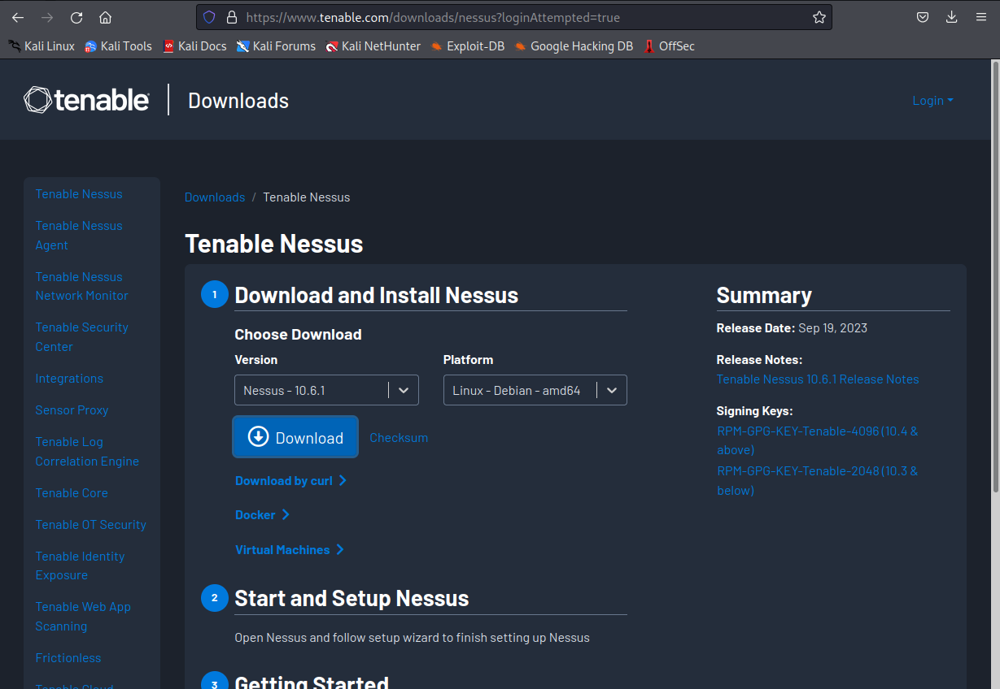 https://www.tenable.com/downloads/nessus?loginAttempted=true
Kali Linux Kali Tools Kali Docs Kali Forums Kali NetHunter Exploit-DB Google Hacking DB OffSec
tenable Downloads
Login
Tenable Nessus
Tenable Nessus
Agent
Tenable Nessus
Network Monitor
Tenable Security
Center
Integrations
Sensor Proxy
Tenable Log
Correlation Engine
Tenable Core
Tenable OT Security
Tenable Identity
Exposure
Tenable Web App
Scanning
Frictionless
Tenable Cloud
Downloads / Tenable Nessus
Tenable Nessus
1 Download and Install Nessus
Choose Download
Version Platform
Nessus - 10.6.1 Linux - Debian - amd64
Download Checksum
Download by curl
Docker
Virtual Machines
2 Start and Setup Nessus
Open Nessus and follow setup wizard to finish setting up Nessus
3 Getting Started
Summary
Release Date: Sep 19, 2023
Release Notes:
Tenable Nessus 10.6.1 Release Notes
Signing Keys:
RPM-GPG-KEY-Tenable-4096 (10.4 &
above)
RPM-GPG-KEY-Tenable-2048 (10.3 &
below)